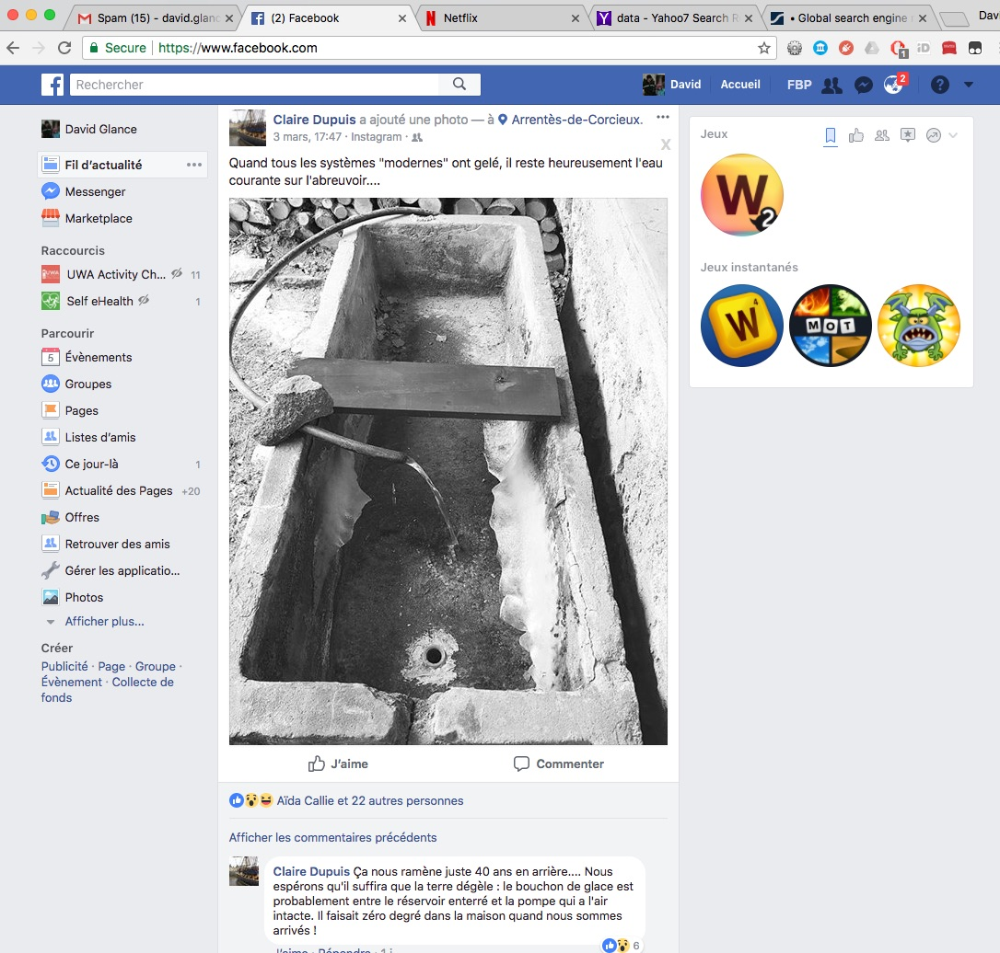 Spam (15) - david.glanc
(2) Facebook
Netflix
data - Yahoo7 Search R
• Global search engine
Dav
Secure
https://www.facebook.com
1
iD
Rechercher
David
Accueil
FBP
2
?
David Glance
Fil d'actualité
Messenger
Marketplace
Raccourcis
UWA Activity Ch... 11
Self eHealth 1
Parcourir
5 Évènements
Groupes
Pages
Listes d'amis
Ce jour-là 1
Actualité des Pages +20
Offres
Retrouver des amis
Gérer les applicatio...
Photos
Afficher plus...
Créer
Publicité · Page · Groupe ·
Évènement · Collecte de
fonds
Claire Dupuis a ajouté une photo — à Arrentès-de-Corcieux.
3 mars, 17:47 · Instagram ·
X
Quand tous les systèmes "modernes" ont gelé, il reste heureusement l'eau
courante sur l'abreuvoir....
J'aime
Commenter
Aïda Callie et 22 autres personnes
Afficher les commentaires précédents
Claire Dupuis Ça nous ramène juste 40 ans en arrière.... Nous
espérons qu'il suffira que la terre dégèle : le bouchon de glace est
probablement entre le réservoir enterré et la pompe qui a l'air
intacte. Il faisait zéro degré dans la maison quand nous sommes
arrivés !
6
J'aime · Répondre · 1 j
Jeux
W
2
Jeux instantanés
W
4
MOT